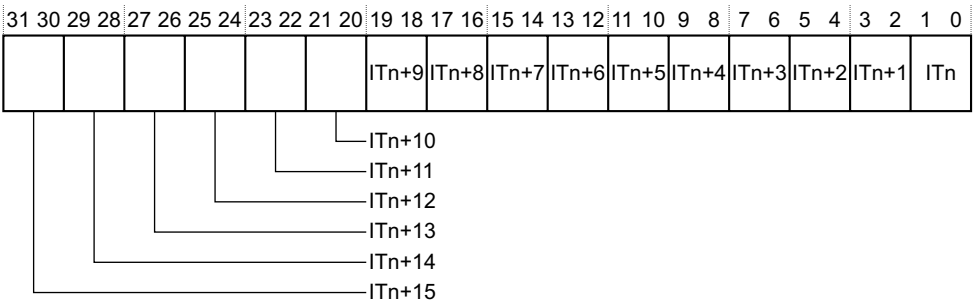 31 30 29 28 27 26 25 24 23 22 21 20 19 18 17 16 15 14 13 12 11 10 9 8 7 6 5 4 3 2 1 0
ITn+9 ITn+8 ITn+7 ITn+6 ITn+5 ITn+4 ITn+3 ITn+2 ITn+1 ITn
ITn+10
ITn+11
ITn+12
ITn+13
ITn+14
ITn+15